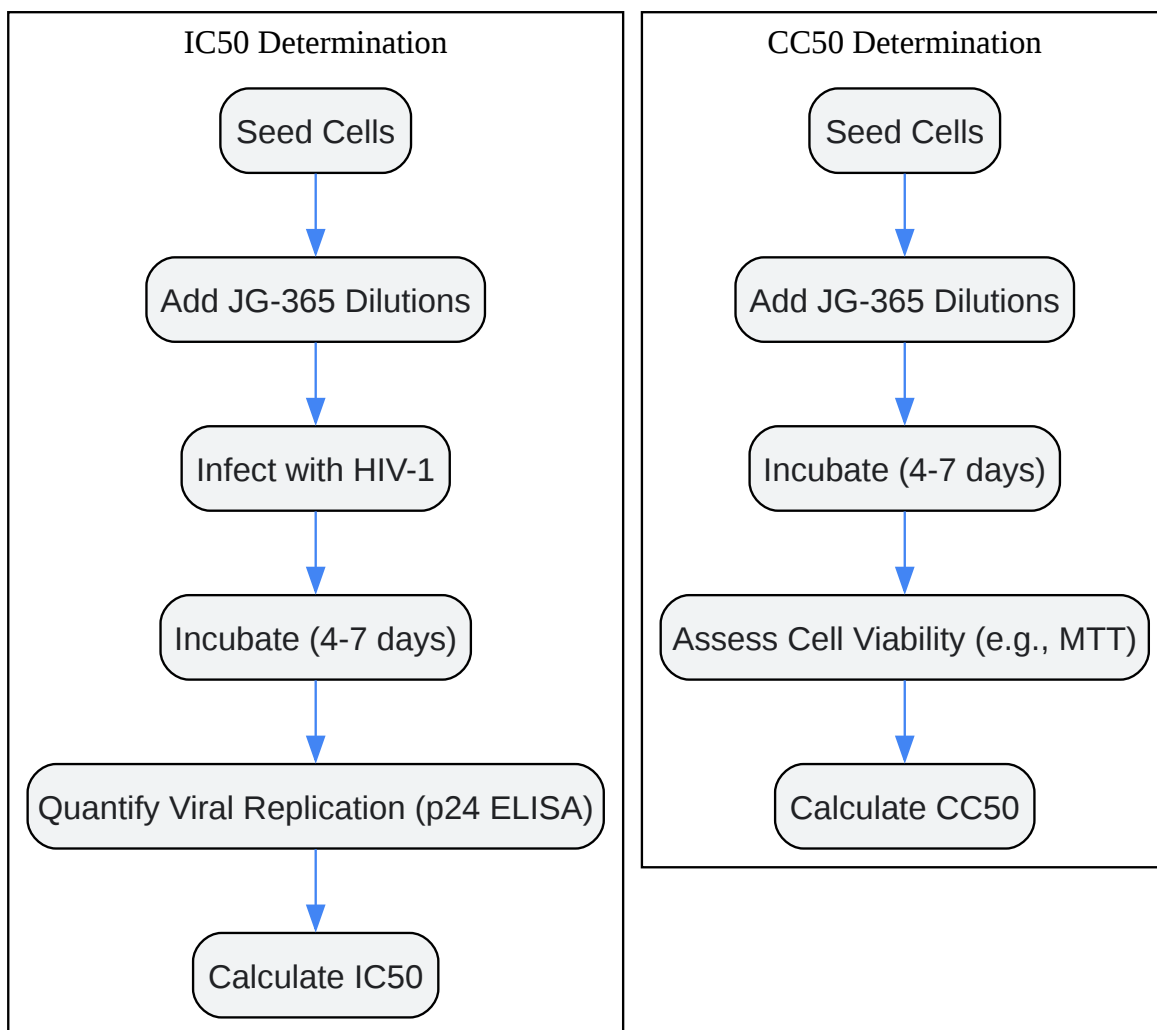 IC50 Determination
Seed Cells
Add JG-365 Dilutions
Infect with HIV-1
Incubate (4-7 days)
Quantify Viral Replication (p24 ELISA)
Calculate IC50
CC50 Determination
Seed Cells
Add JG-365 Dilutions
Incubate (4-7 days)
Assess Cell Viability (e.g., MTT)
Calculate CC50